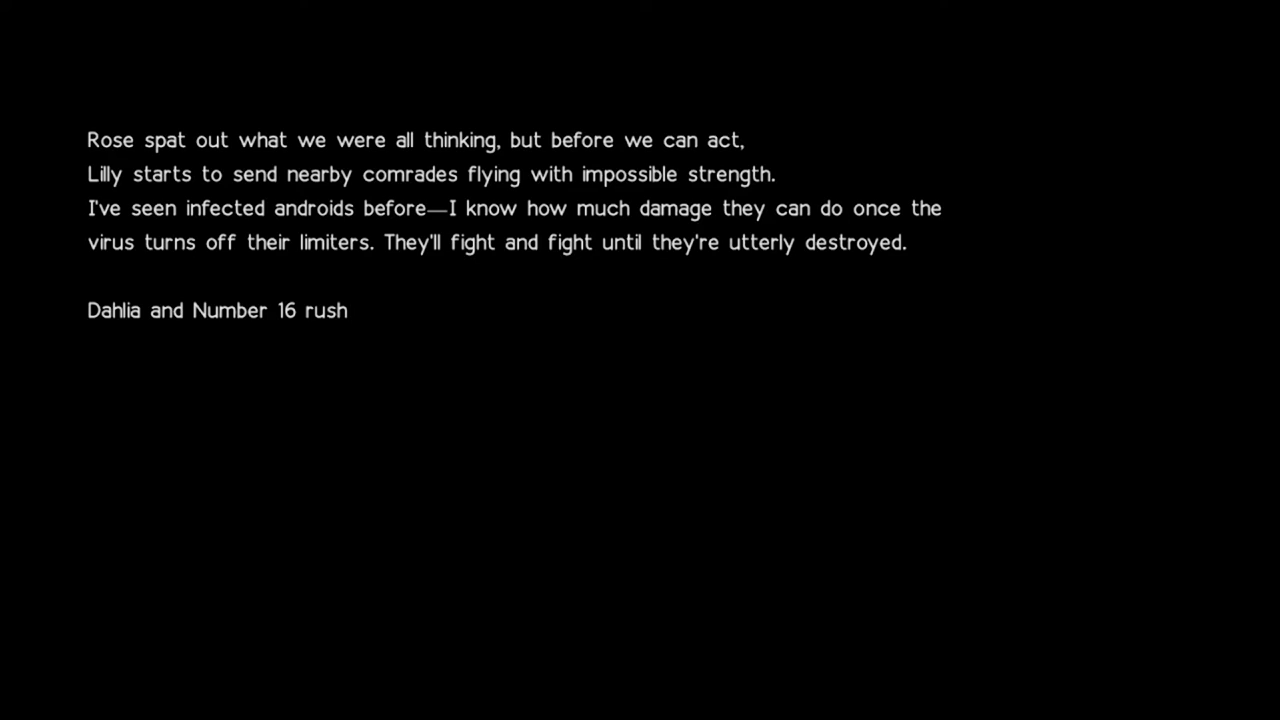 Rose spat out what we were all thinking, but before we can act,
Lilly starts to send nearby comrades flying with impossible strength.
I've seen infected androids before—I know how much damage they can do once the
virus turns off their limiters. They'll fight and fight until they're utterly destroyed.
Dahlia and Number 16 rush